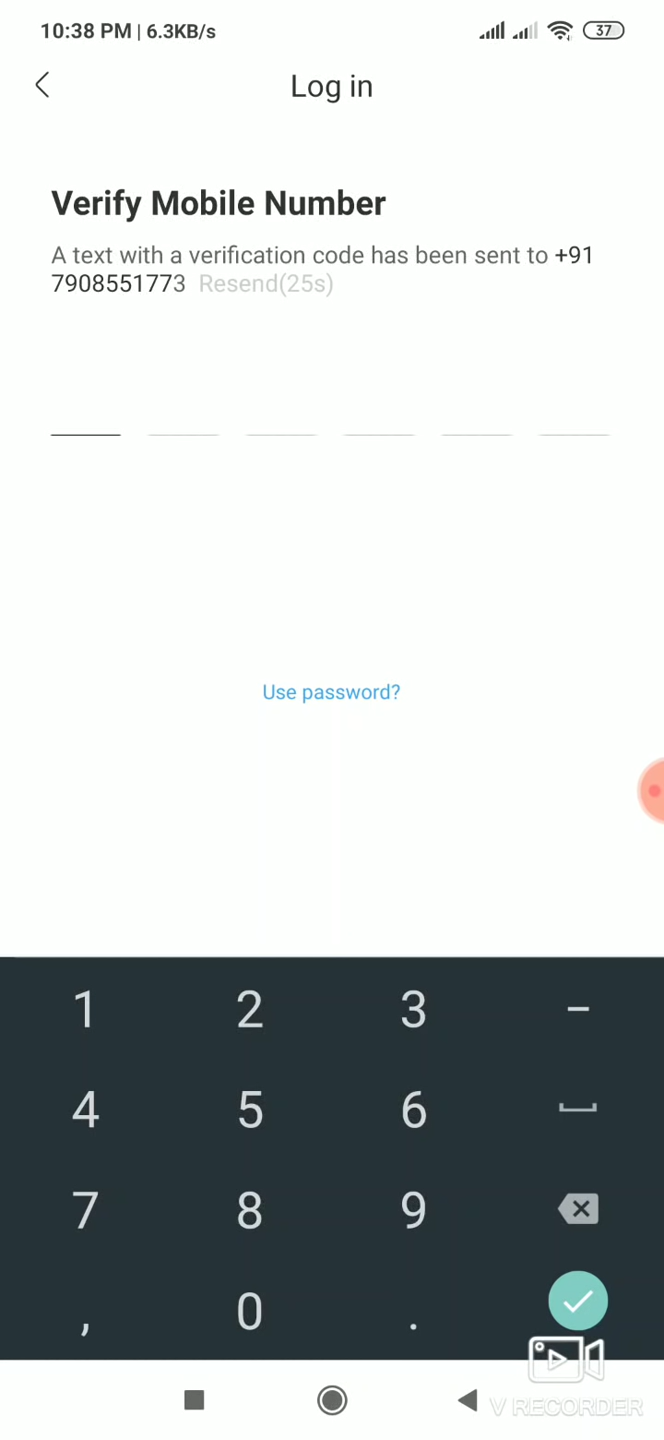 10:38 PM | 6.3KB/s
37
Log in
Verify Mobile Number
A text with a verification code has been sent to +91
7908551773 Resend(25s)
Use password?
1 2 3 –
4 5 6
7 8 9
, 0 .
V RECORDER